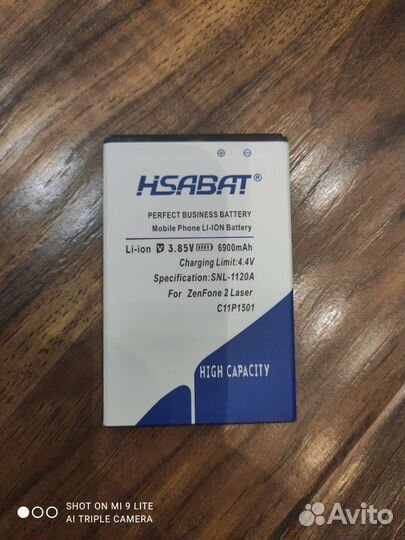 HSABAT®
PERFECT BUSINESS BATTERY
Mobile Phone LI-ION Battery
Li-ion V 3.85V 6900mAh
Charging Limit:4.4V
Specification:SNL-1120A
For ZenFone 2 Laser
C11P1501
HIGH CAPACITY
SHOT ON MI 9 LITE
AI TRIPLE CAMERA
Avito